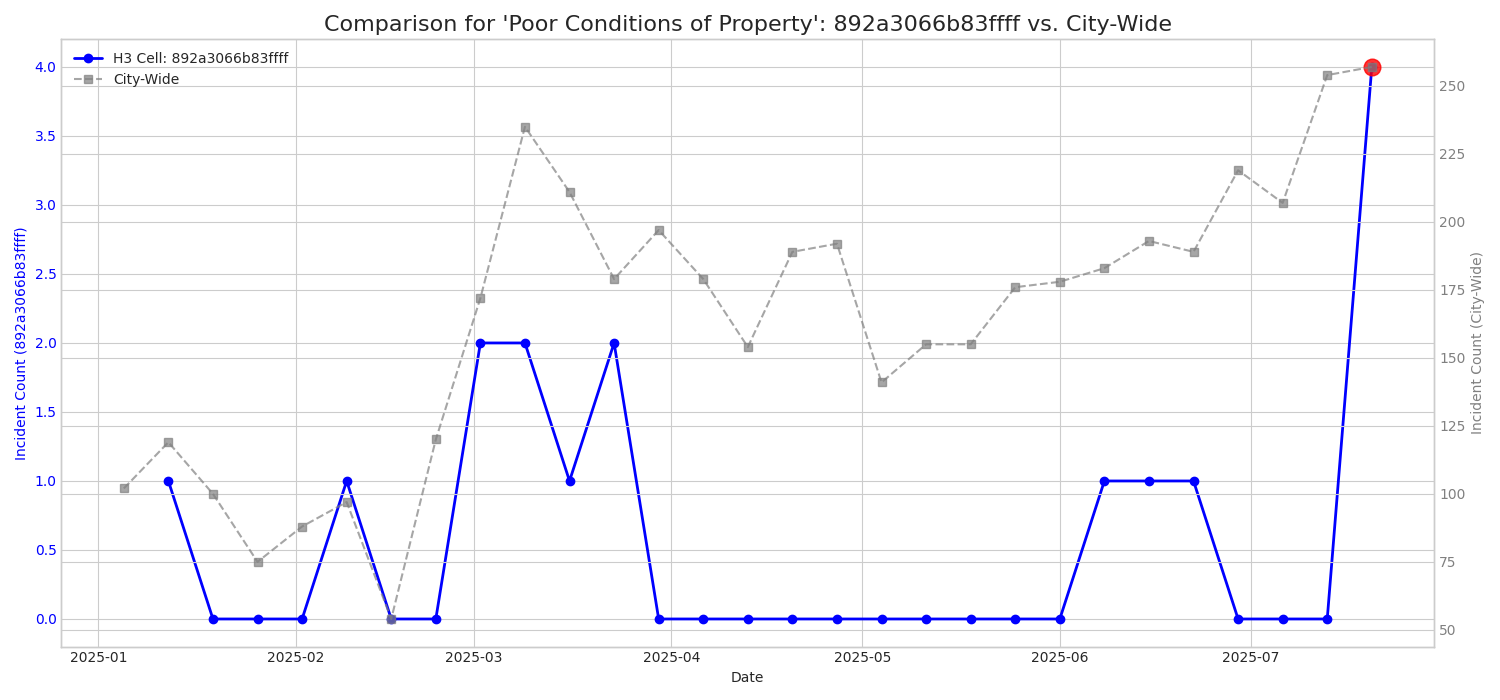 Comparison for 'Poor Conditions of Property': 892a3066b83ffff vs. City-Wide
H3 Cell: 892a3066b83ffff
City-Wide
4.0
3.5
3.0
2.5
2.0
1.5
1.0
0.5
0.0
Incident Count (892a3066b83ffff)
250
225
200
175
150
125
100
75
50
Incident Count (City-Wide)
2025-01 2025-02 2025-03 2025-04 2025-05 2025-06 2025-07
Date